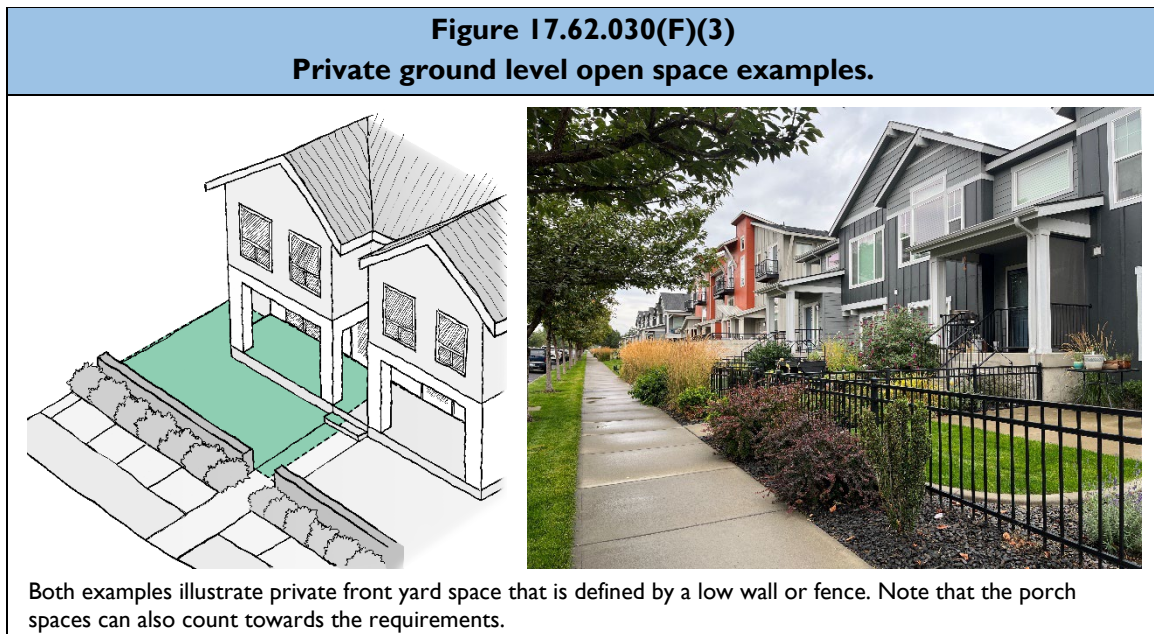 Figure 17.62.030(F)(3)
Private ground level open space examples.
Both examples illustrate private front yard space that is defined by a low wall or fence. Note that the porch
spaces can also count towards the requirements.